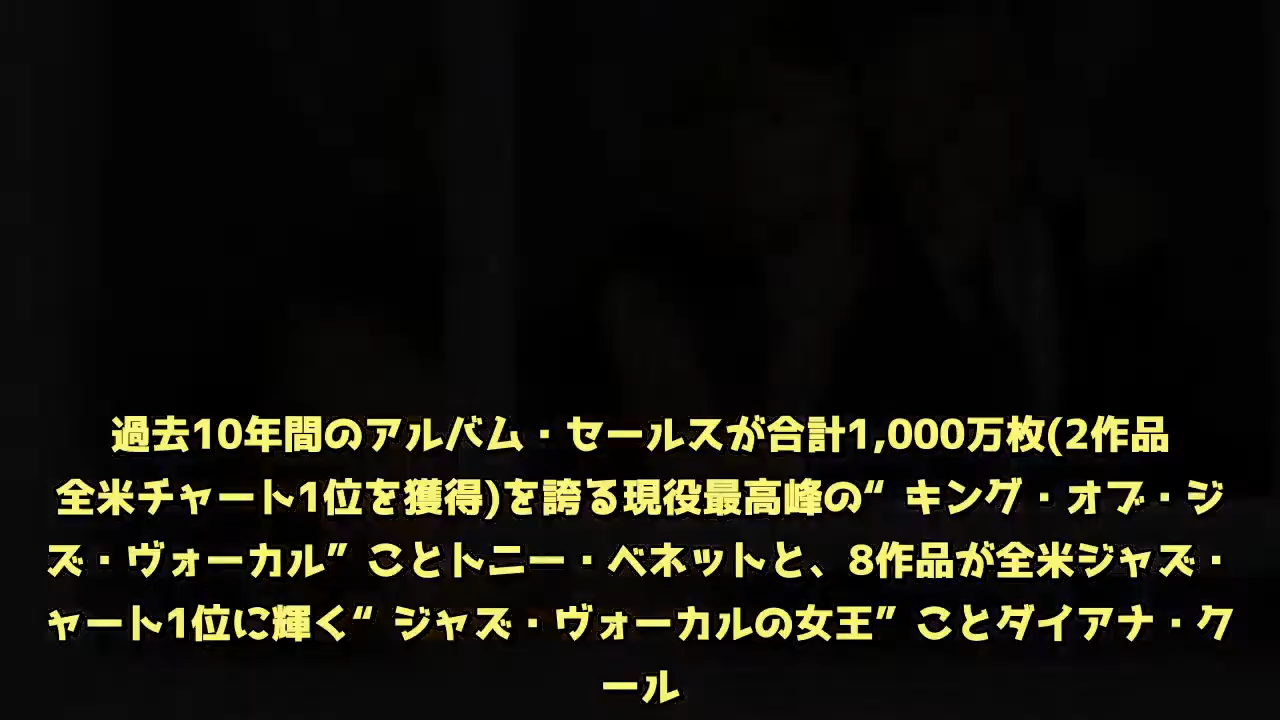 過去10年間のアルバム・セールスが合計1,000万枚(2作品
全米チャート1位を獲得)を誇る現役最高峰の“ キング・オブ・ジ
ズ・ヴォーカル” ことトニー・ベネットと、8作品が全米ジャズ・
ャート1位に輝く“ ジャズ・ヴォーカルの女王” ことダイアナ・ク
ール